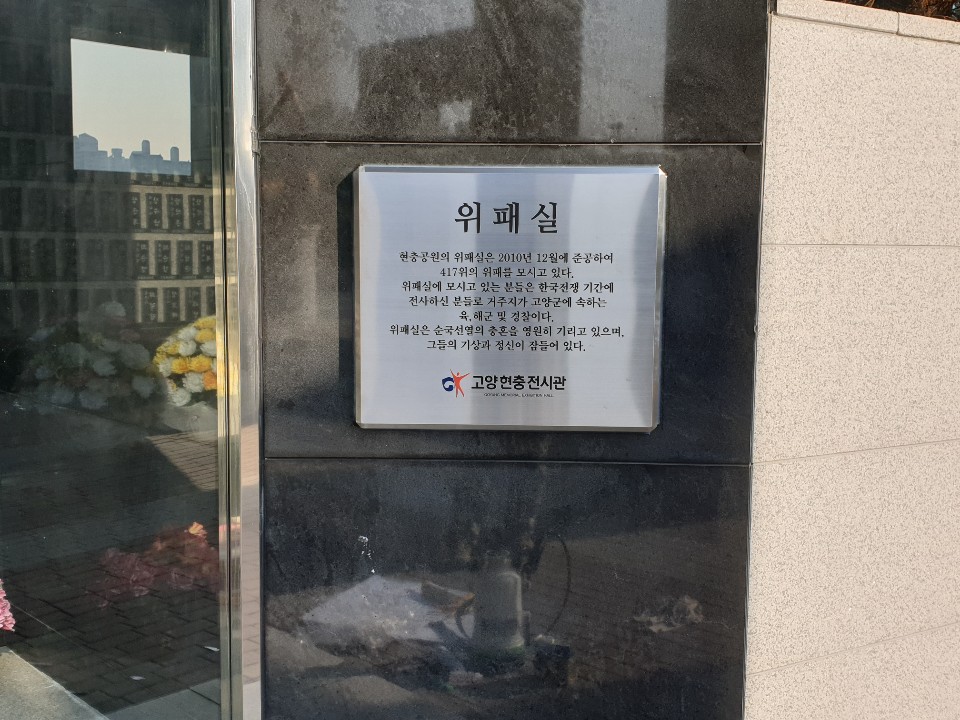 위패실
현충공원의 위패실은 2010년 12월에 준공하여
417위의 위패를 모시고 있다.
위패실에 모시고 있는 분들은 한국전쟁 기간에
전사하신 분들로 거주지가 고양군에 속하는
육,해군 및 경찰이다.
위패실은 순국선열의 충혼을 영원히 기리고 있으며,
그들의 기상과 정신이 잠들어 있다.
고양현충전시관
GOYANG MEMORIAL EXHIBITION HALL